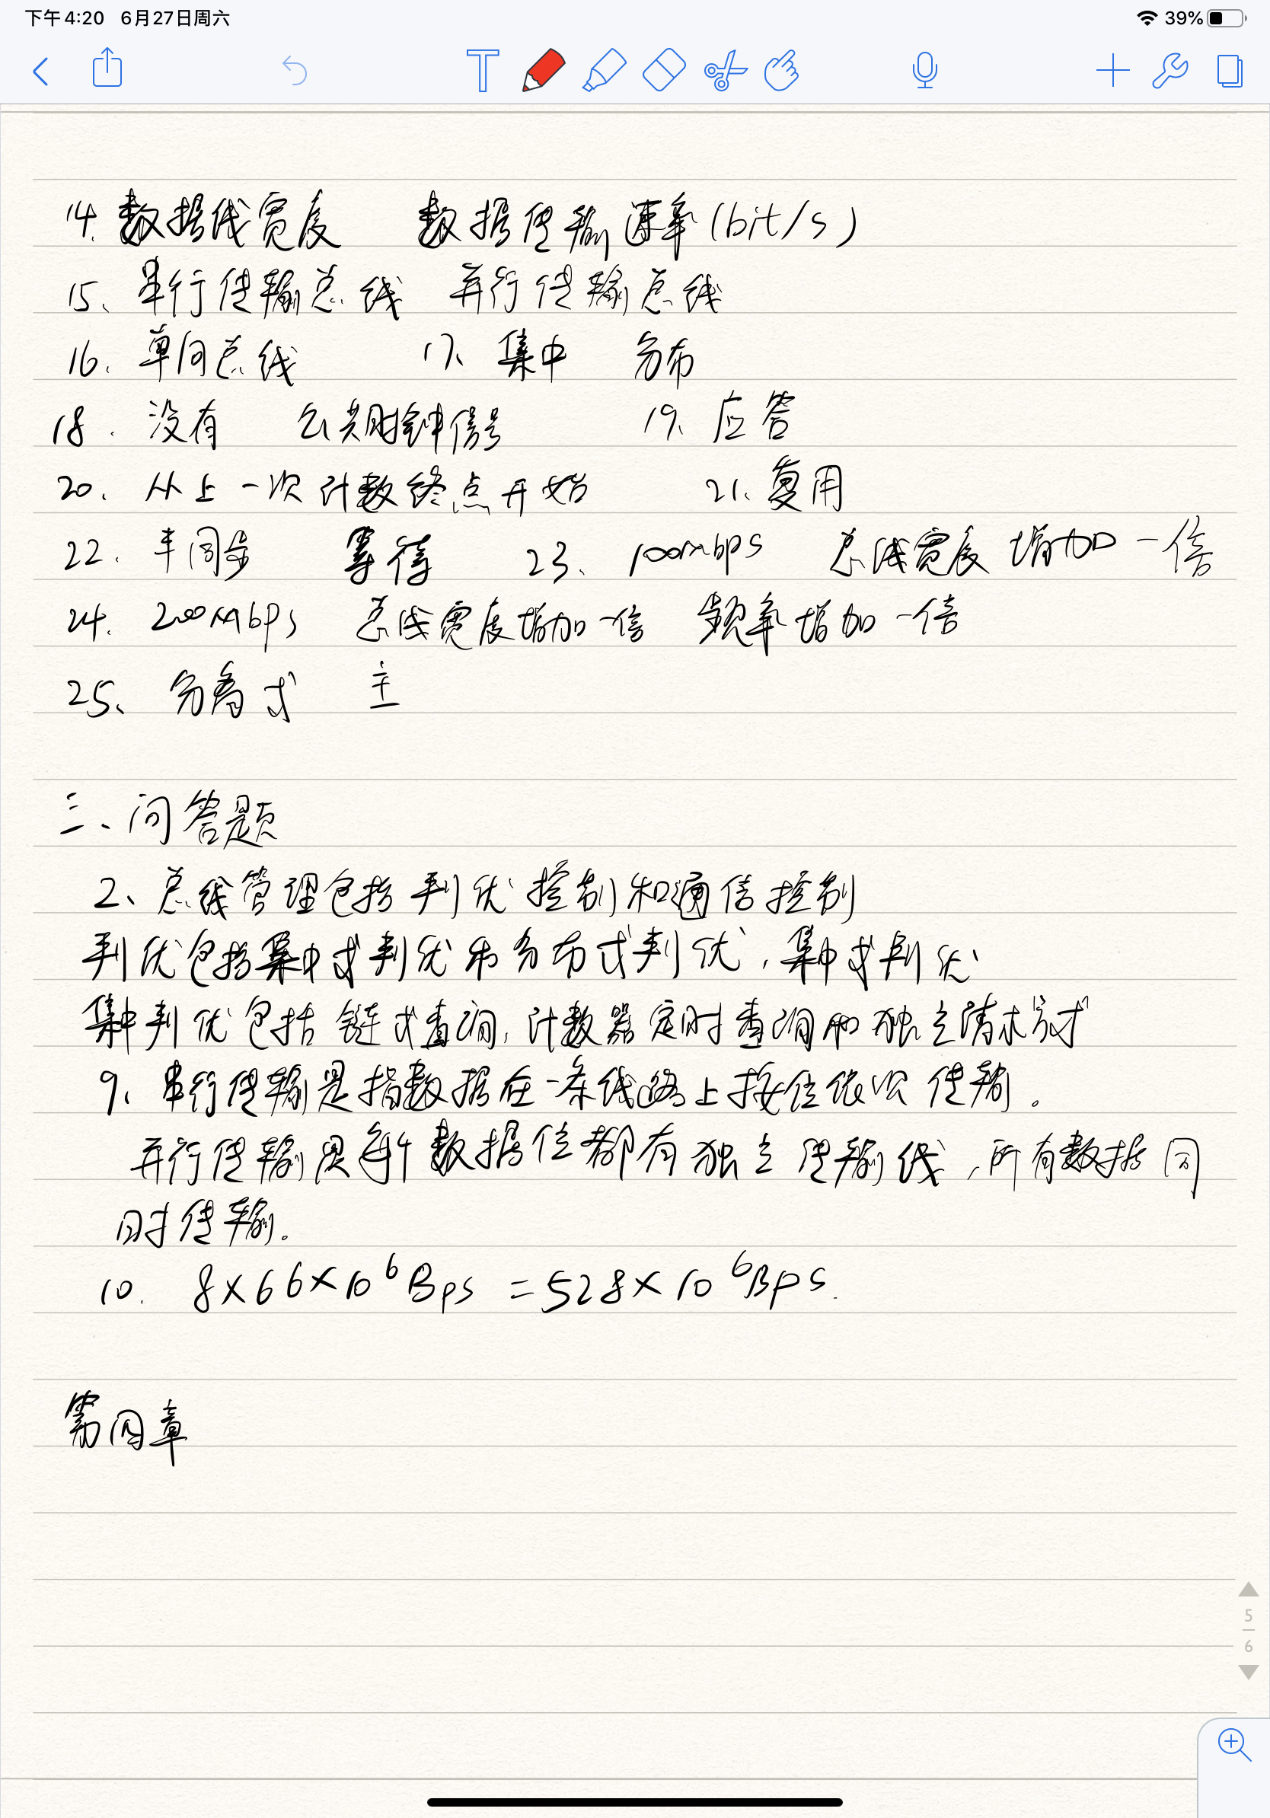 下午4:20 6月27日周六
39%
14. 数据线宽度 数据传输速率(bit/s)
15、串行传输总线 并行传输总线
16. 单向总线 17、集中 分布
18. 没有 公共时钟信号 19、应答
20、从上一次计数终点开始 21.复用
22. 半同步 等待 23、100Mbps 总线宽度增加一倍
24. 200Mbps 总线宽度增加一倍 频率增加一倍
25、分离式 主
三、问答题
2、总线管理包括判优控制和通信控制
判优包括集中式判优和分布式判优，集中式判优
集中判优包括链式查询，计数器定时查询和独立请求方式
9、串行传输是指数据在一条线路上按位依次传输。
并行传输是每个数据位都有独立传输线，所有数据同
时传输。
10. 8×66×10⁶Bps =528×10⁶Bps.
第四章
5
6